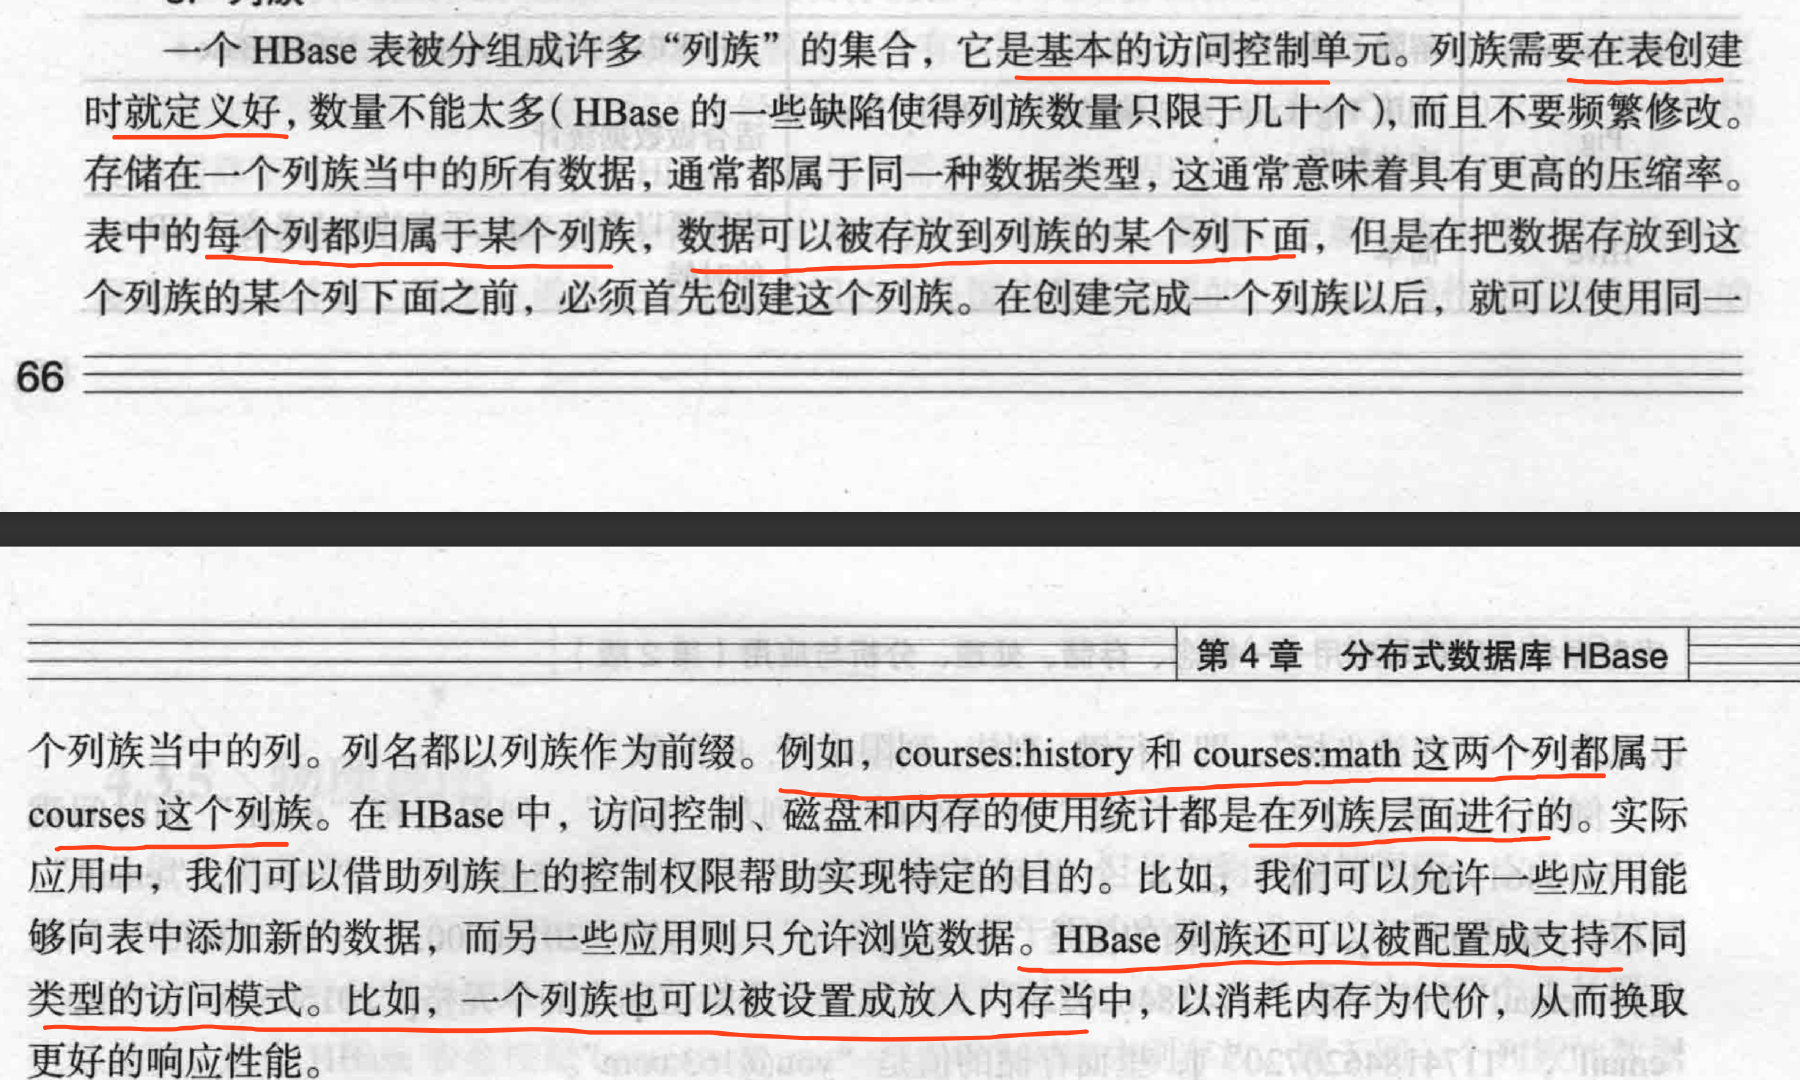 一个 HBase 表被分组成许多“列族”的集合，它是基本的访问控制单元。列族需要在表创建
时就定义好，数量不能太多（HBase 的一些缺陷使得列族数量只限于几十个），而且不要频繁修改。
存储在一个列族当中的所有数据，通常都属于同一种数据类型，这通常意味着具有更高的压缩率。
表中的每个列都归属于某个列族，数据可以被存放到列族的某个列下面，但是在把数据存放到这
个列族的某个列下面之前，必须首先创建这个列族。在创建完成一个列族以后，就可以使用同一
66
第 4 章 分布式数据库 HBase
个列族当中的列。列名都以列族作为前缀。例如，courses:history 和 courses:math 这两个列都属于
courses 这个列族。在 HBase 中，访问控制、磁盘和内存的使用统计都是在列族层面进行的。实际
应用中，我们可以借助列族上的控制权限帮助实现特定的目的。比如，我们可以允许一些应用能
够向表中添加新的数据，而另一些应用则只允许浏览数据。HBase 列族还可以被配置成支持不同
类型的访问模式。比如，一个列族也可以被设置成放入内存当中，以消耗内存为代价，从而换取
更好的响应性能。